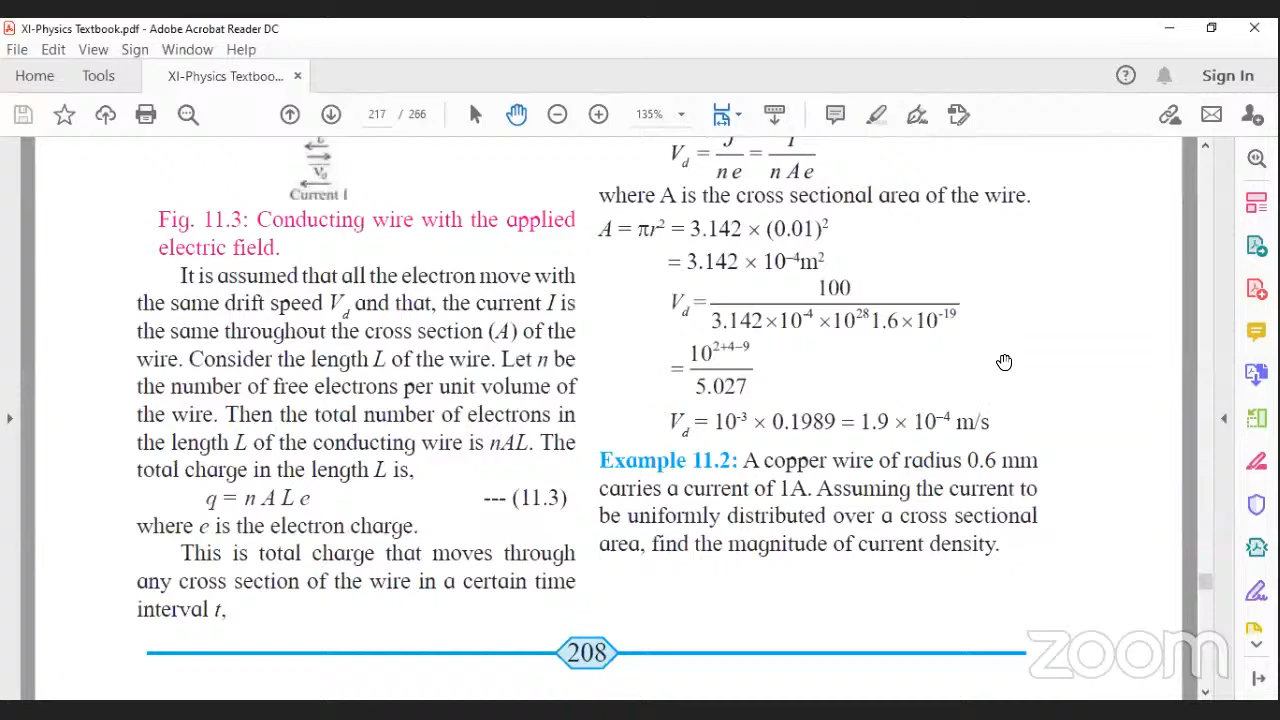 XI-Physics Textbook.pdf - Adobe Acrobat Reader DC
File Edit View Sign Window Help
Home Tools XI-Physics Textboo... × Sign In
217 / 266 135%
Current I
Fig. 11.3: Conducting wire with the applied
electric field.
It is assumed that all the electron move with
the same drift speed V_d and that, the current I is
the same throughout the cross section (A) of the
wire. Consider the length L of the wire. Let n be
the number of free electrons per unit volume of
the wire. Then the total number of electrons in
the length L of the conducting wire is nAL. The
total charge in the length L is,
q = n A L e --- (11.3)
where e is the electron charge.
This is total charge that moves through
any cross section of the wire in a certain time
interval t,
V_d = J / n e = I / n A e
where A is the cross sectional area of the wire.
A = πr² = 3.142 × (0.01)²
= 3.142 × 10⁻⁴m²
V_d = 100 / 3.142×10⁻⁴ ×10²⁸ 1.6×10⁻¹⁹
= 10²⁺⁴⁻⁹ / 5.027
V_d = 10⁻³ × 0.1989 = 1.9 × 10⁻⁴ m/s
Example 11.2: A copper wire of radius 0.6 mm
carries a current of 1A. Assuming the current to
be uniformly distributed over a cross sectional
area, find the magnitude of current density.
208
zoom